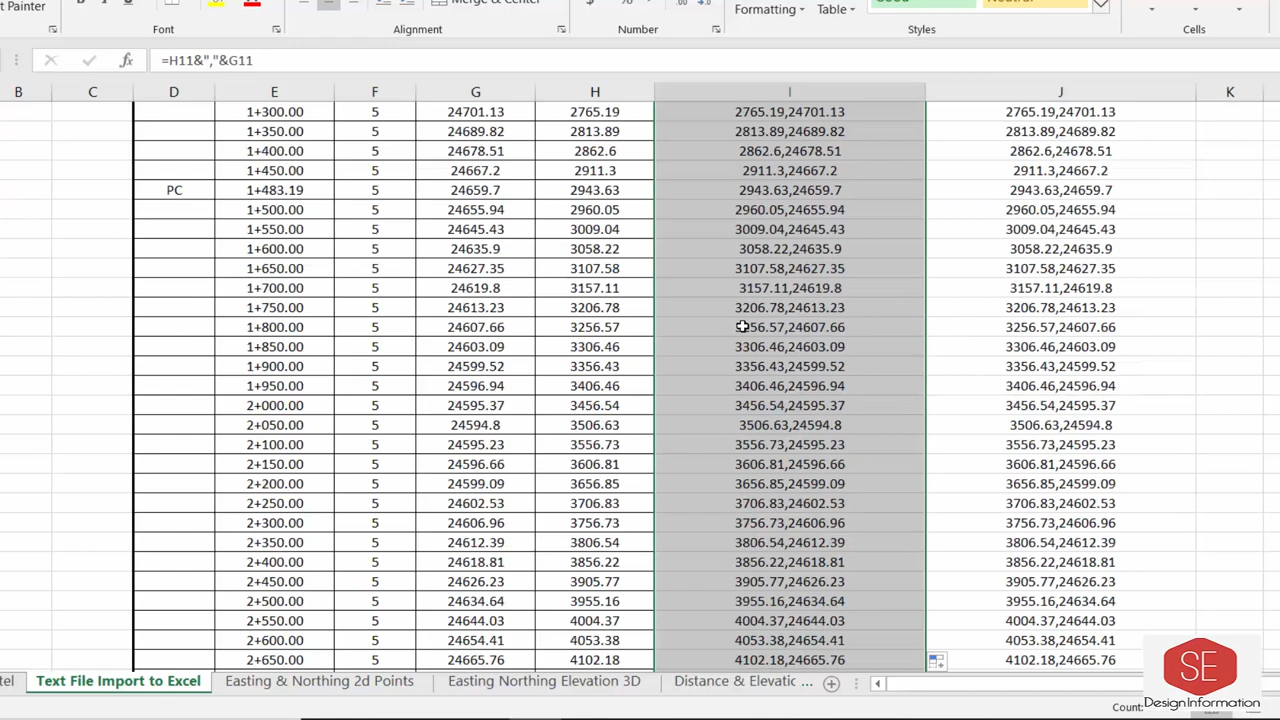 t Painter
Merge & Center
$ %
Formatting Table
Good Neutral
Font Alignment Number Styles Cells
fx =H11&","&G11
B C D E F G H I J K
1+300.00 5 24701.13 2765.19 2765.19,24701.13 2765.19,24701.13
1+350.00 5 24689.82 2813.89 2813.89,24689.82 2813.89,24689.82
1+400.00 5 24678.51 2862.6 2862.6,24678.51 2862.6,24678.51
1+450.00 5 24667.2 2911.3 2911.3,24667.2 2911.3,24667.2
PC 1+483.19 5 24659.7 2943.63 2943.63,24659.7 2943.63,24659.7
1+500.00 5 24655.94 2960.05 2960.05,24655.94 2960.05,24655.94
1+550.00 5 24645.43 3009.04 3009.04,24645.43 3009.04,24645.43
1+600.00 5 24635.9 3058.22 3058.22,24635.9 3058.22,24635.9
1+650.00 5 24627.35 3107.58 3107.58,24627.35 3107.58,24627.35
1+700.00 5 24619.8 3157.11 3157.11,24619.8 3157.11,24619.8
1+750.00 5 24613.23 3206.78 3206.78,24613.23 3206.78,24613.23
1+800.00 5 24607.66 3256.57 3256.57,24607.66 3256.57,24607.66
1+850.00 5 24603.09 3306.46 3306.46,24603.09 3306.46,24603.09
1+900.00 5 24599.52 3356.43 3356.43,24599.52 3356.43,24599.52
1+950.00 5 24596.94 3406.46 3406.46,24596.94 3406.46,24596.94
2+000.00 5 24595.37 3456.54 3456.54,24595.37 3456.54,24595.37
2+050.00 5 24594.8 3506.63 3506.63,24594.8 3506.63,24594.8
2+100.00 5 24595.23 3556.73 3556.73,24595.23 3556.73,24595.23
2+150.00 5 24596.66 3606.81 3606.81,24596.66 3606.81,24596.66
2+200.00 5 24599.09 3656.85 3656.85,24599.09 3656.85,24599.09
2+250.00 5 24602.53 3706.83 3706.83,24602.53 3706.83,24602.53
2+300.00 5 24606.96 3756.73 3756.73,24606.96 3756.73,24606.96
2+350.00 5 24612.39 3806.54 3806.54,24612.39 3806.54,24612.39
2+400.00 5 24618.81 3856.22 3856.22,24618.81 3856.22,24618.81
2+450.00 5 24626.23 3905.77 3905.77,24626.23 3905.77,24626.23
2+500.00 5 24634.64 3955.16 3955.16,24634.64 3955.16,24634.64
2+550.00 5 24644.03 4004.37 4004.37,24644.03 4004.37,24644.03
2+600.00 5 24654.41 4053.38 4053.38,24654.41 4053.38,24654.41
2+650.00 5 24665.76 4102.18 4102.18,24665.76 4102.18,24665.76
tel Text File Import to Excel Easting & Northing 2d Points Easting Northing Elevation 3D Distance & Elevatic ...
Count:
SE
Design Information